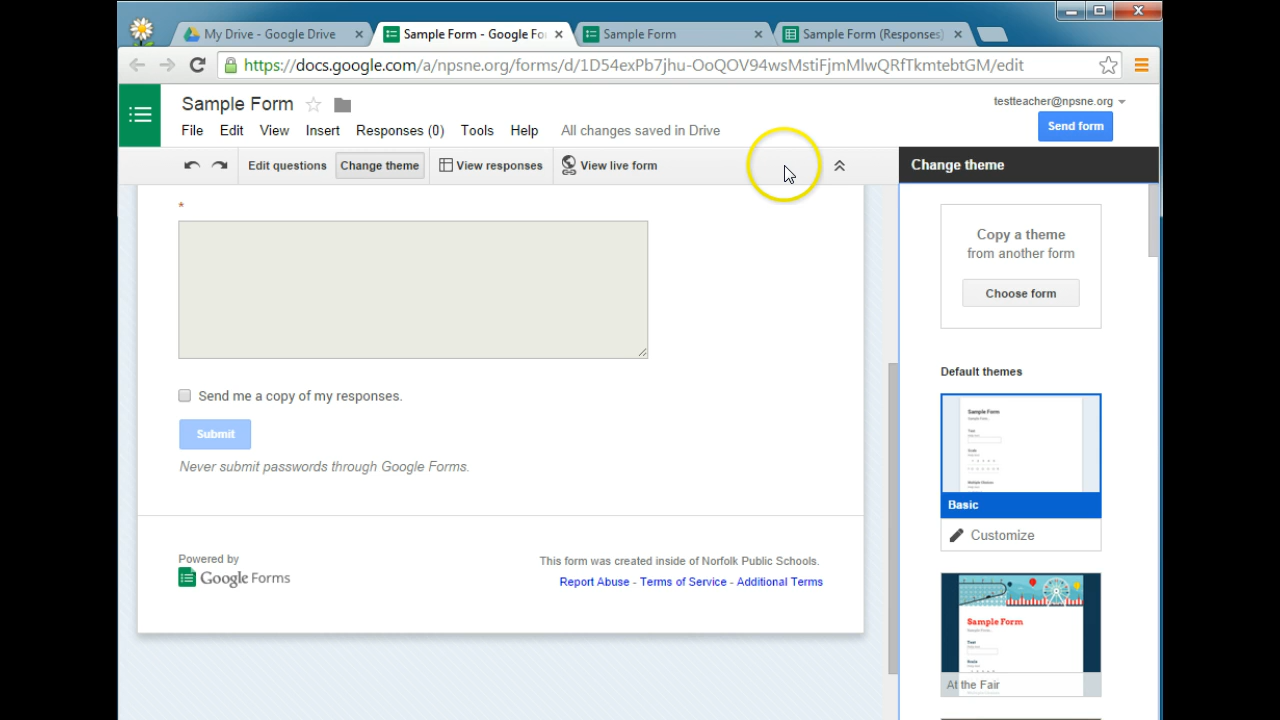 My Drive - Google Drive
Sample Form - Google Fo
Sample Form
Sample Form (Responses)
https://docs.google.com/a/npsne.org/forms/d/1D54exPb7jhu-OoQOV94wsMstiFjmMlwQRfTkmtebtGM/edit
Sample Form
testteacher@npsne.org
File Edit View Insert Responses (0) Tools Help All changes saved in Drive
Send form
Edit questions Change theme View responses View live form
Change theme
*
Copy a theme
from another form
Choose form
Default themes
Sample Form
Basic
Customize
Sample Form
At the Fair
Send me a copy of my responses.
Submit
Never submit passwords through Google Forms.
Powered by
Google Forms
This form was created inside of Norfolk Public Schools.
Report Abuse - Terms of Service - Additional Terms